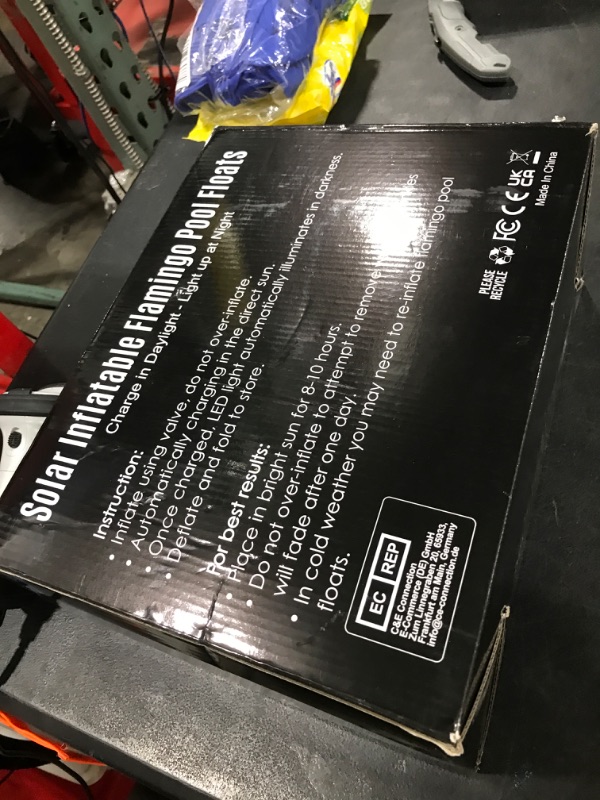 Solar Inflatable Flamingo Pool Floats
Charge in Daylight - Light up at Night
Instruction:
• Inflate using valve, do not over-inflate.
• Automatically charging in the direct sun.
• Once charged, LED light automatically illuminates in darkness.
• Deflate and fold to store.
For best results:
• Place in bright sun for 8-10 hours.
• Do not over-inflate to attempt to remove
will fade after one day.
• In cold weather you may need to re-inflate flamingo pool
floats.
EC REP
C&E Connection
E-Commerce (DE) GmbH
Zum Linnegraben 20, 65933,
Frankfurt am Main, Germany
info@ce-connection.de
PLEASE
RECYCLE
FC CE UK
CA
Made In China